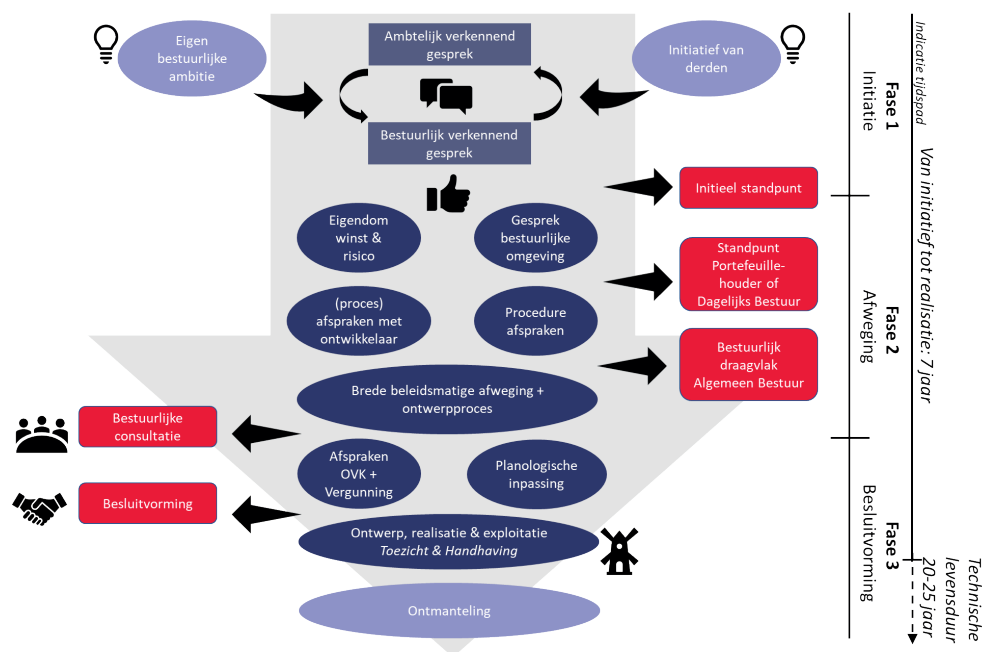 Eigen
bestuurlijke
ambitie
Ambtelijk verkennend
gesprek
Initiatief van
derden
Bestuurlijk verkennend
gesprek
Initieel standpunt
Eigendom
winst &
risico
Gesprek
bestuurlijke
omgeving
Standpunt
Portefeuille-
houder of
Dagelijks Bestuur
(proces)
afspraken met
ontwikkelaar
Procedure
afspraken
Bestuurlijk
draagvlak
Algemeen Bestuur
Brede beleidsmatige afweging +
ontwerpproces
Bestuurlijke
consultatie
Afspraken
OVK +
Vergunning
Planologische
inpassing
Besluitvorming
Ontwerp, realisatie & exploitatie
Toezicht & Handhaving
Ontmanteling
Fase 1
Initiatie
Fase 2
Afweging
Fase 3
Besluitvorming
Indicatie tijdspad
Van initiatief tot realisatie: 7 jaar
Technische
levensduur
20-25 jaar